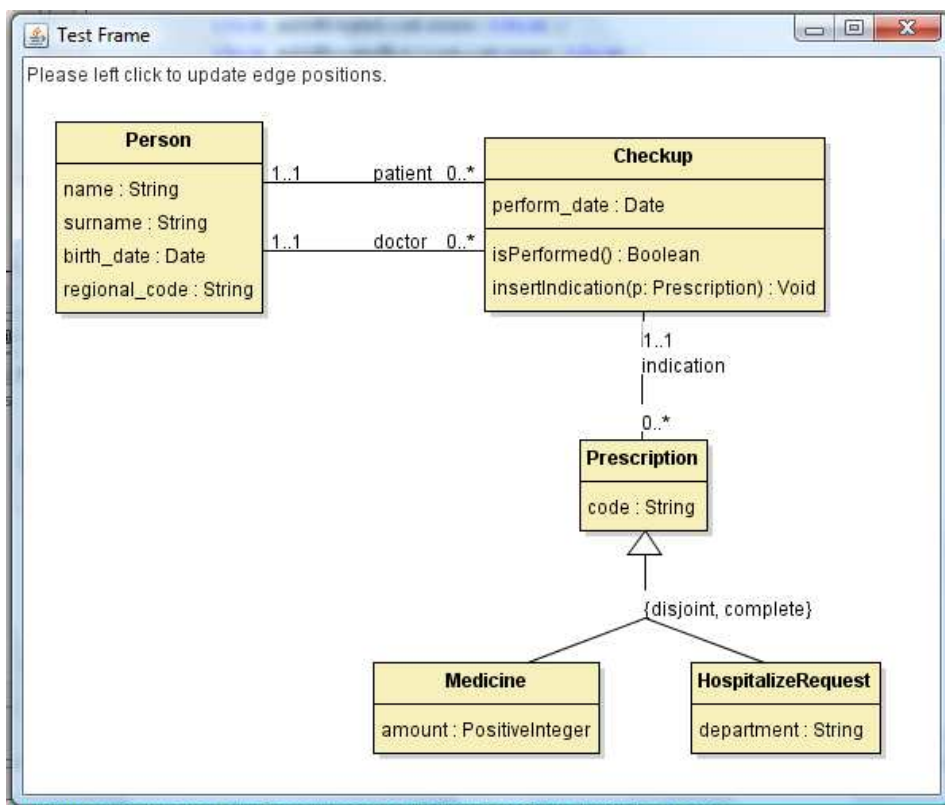 Test Frame
Please left click to update edge positions.
Person
name : String
surname : String
birth_date : Date
regional_code : String
1..1 patient 0..*
1..1 doctor 0..*
Checkup
perform_date : Date
isPerformed() : Boolean
insertIndication(p: Prescription) : Void
1..1
indication
0..*
Prescription
code : String
{disjoint, complete}
Medicine
amount : PositiveInteger
HospitalizeRequest
department : String